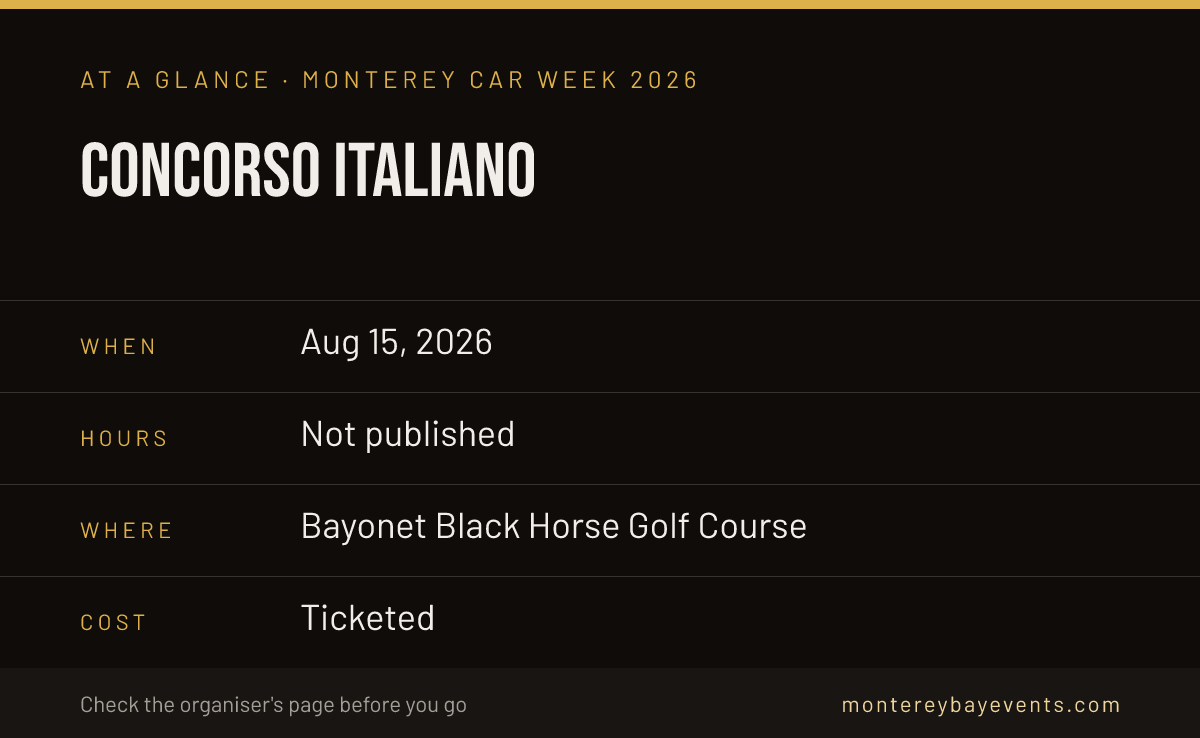 AT A GLANCE · MONTEREY CAR WEEK 2026
CONCORSO ITALIANO
WHEN Aug 15, 2026
HOURS Not published
WHERE Bayonet Black Horse Golf Course
COST Ticketed
Check the organiser's page before you go montereybayevents.com